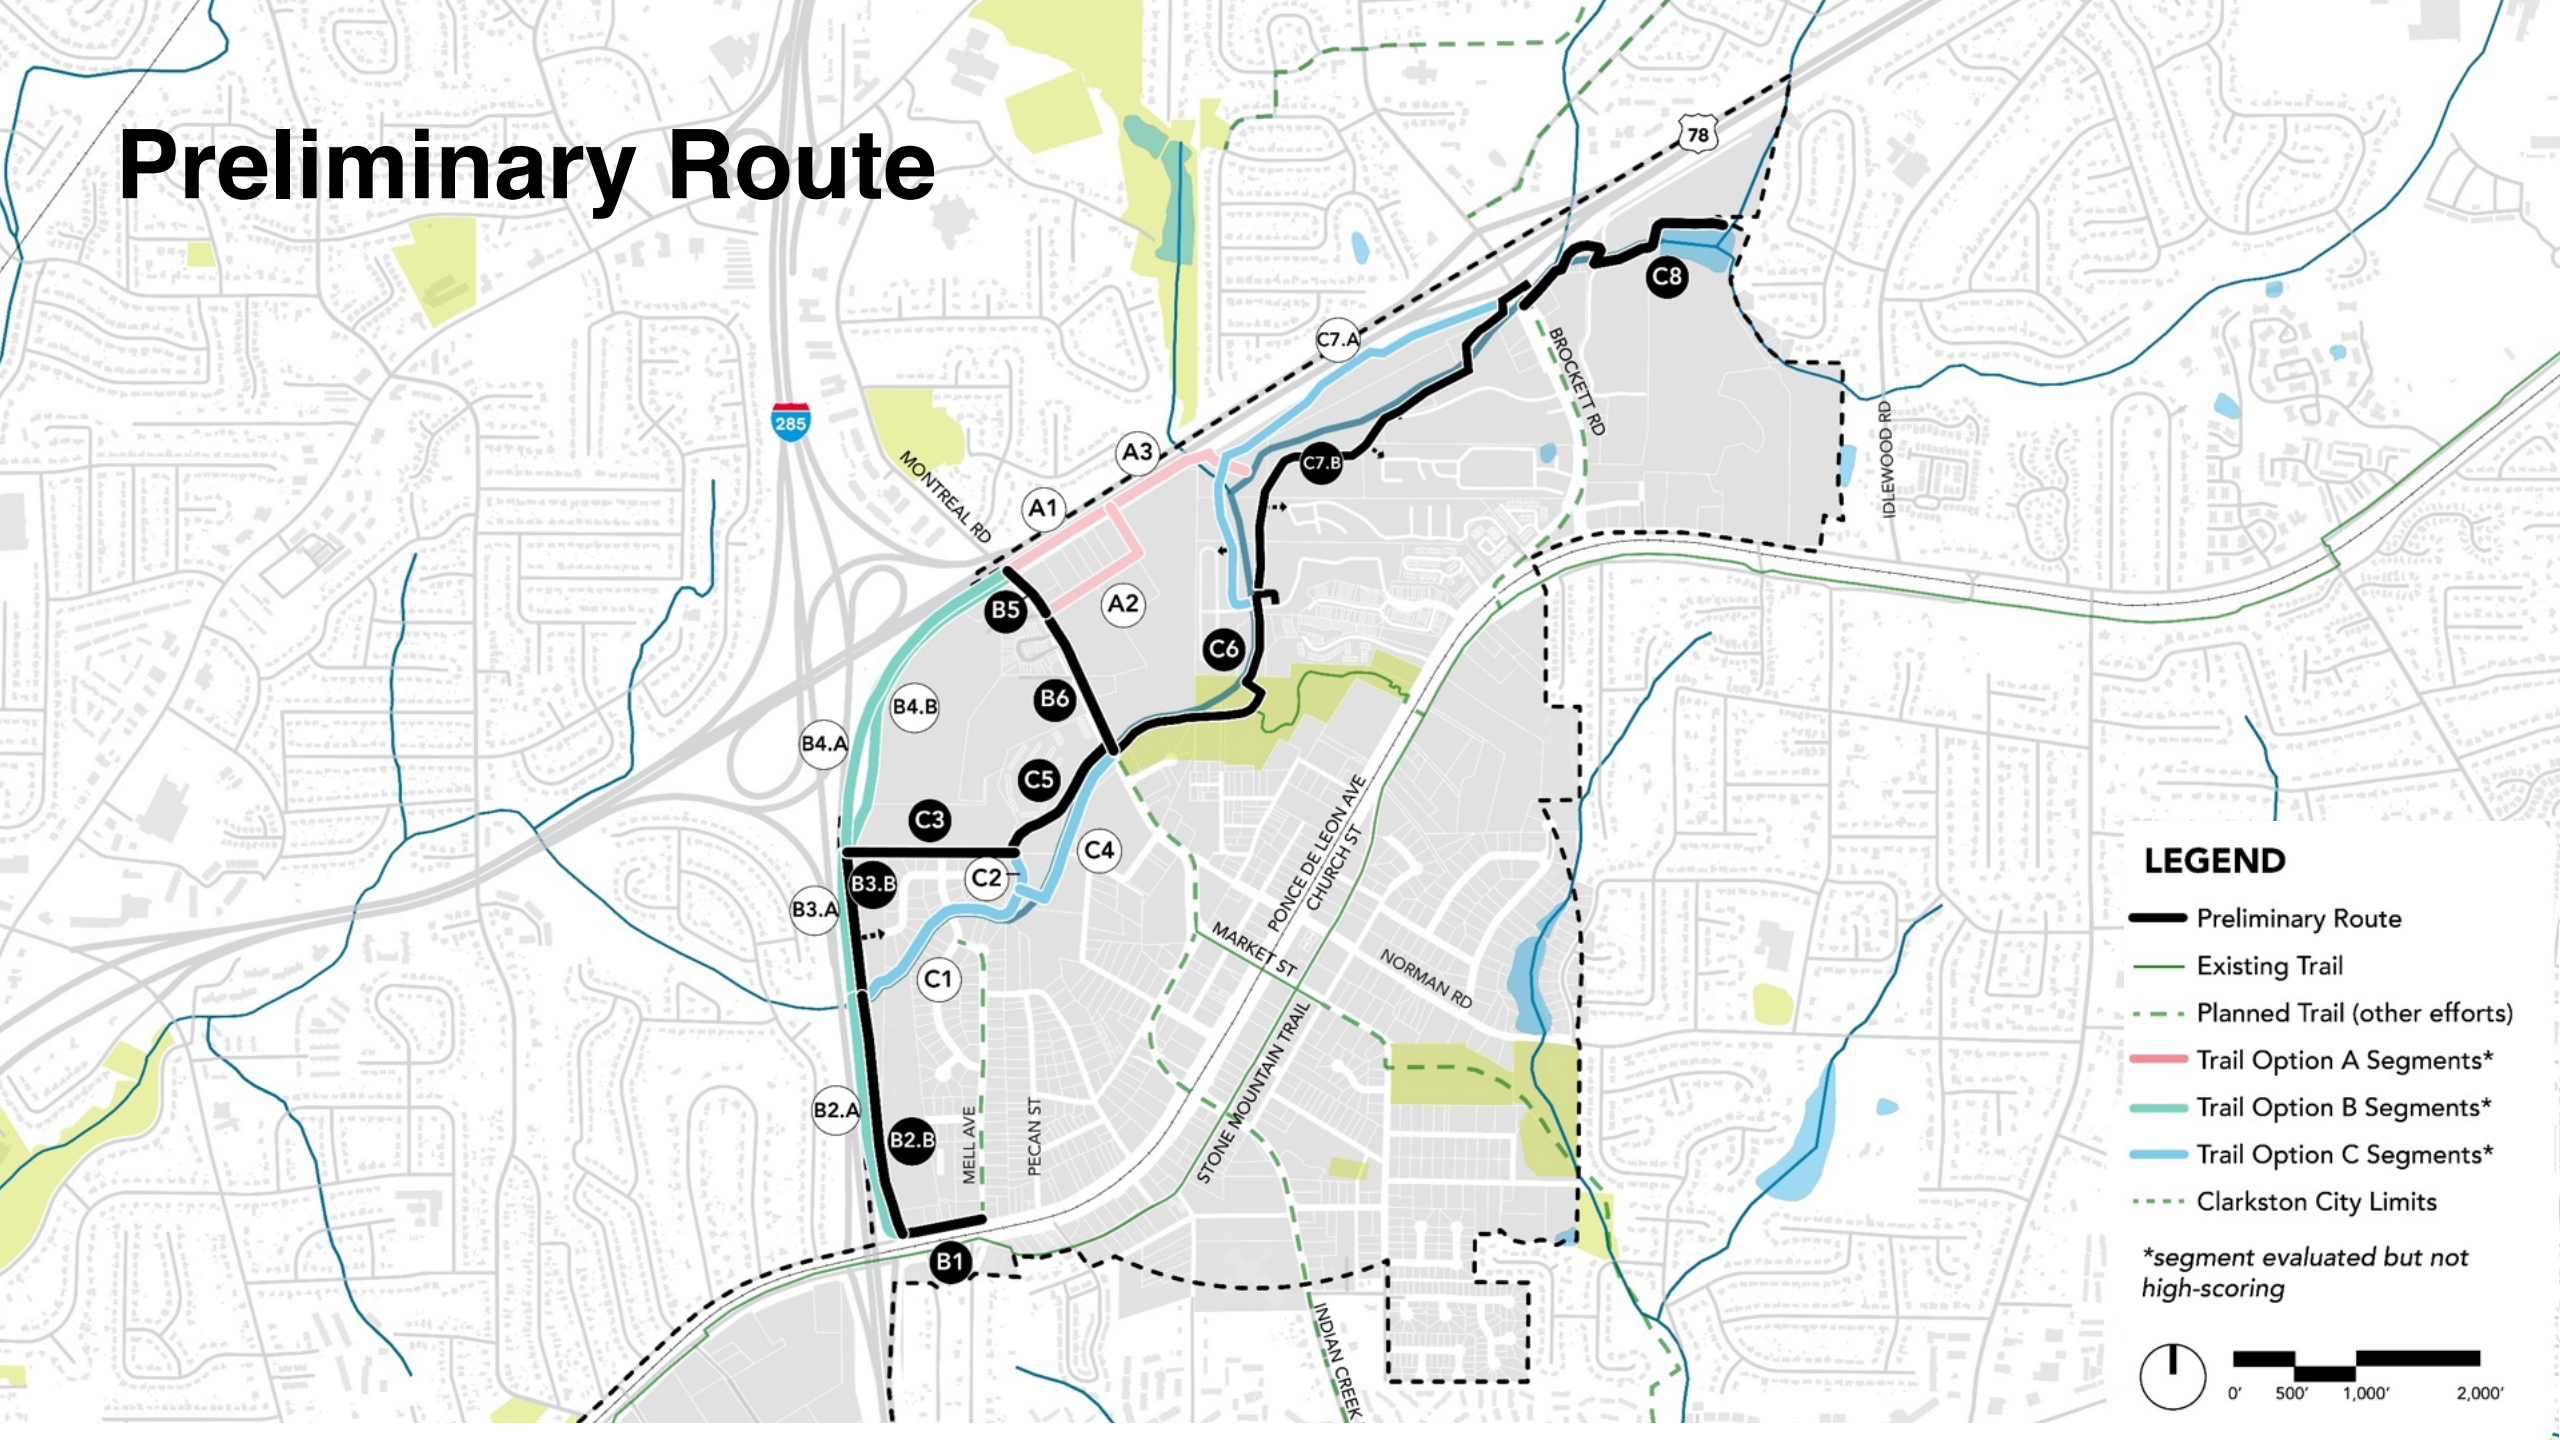 Preliminary Route
78
285
MONTREAL RD
A3
A1
A2
C7.A
C7.B
C8
BROCKETT RD
IDLEWOOD RD
B5
B6
C6
B4.B
B4.A
C5
C3
C4
C2
B3.B
B3.A
C1
B2.A
B2.B
B1
MELL AVE
PECAN ST
PONCE DE LEON AVE
CHURCH ST
MARKET ST
NORMAN RD
STONE MOUNTAIN TRAIL
INDIAN CREEK
LEGEND
Preliminary Route
Existing Trail
Planned Trail (other efforts)
Trail Option A Segments*
Trail Option B Segments*
Trail Option C Segments*
Clarkston City Limits
*segment evaluated but not
high-scoring
0' 500' 1,000' 2,000'